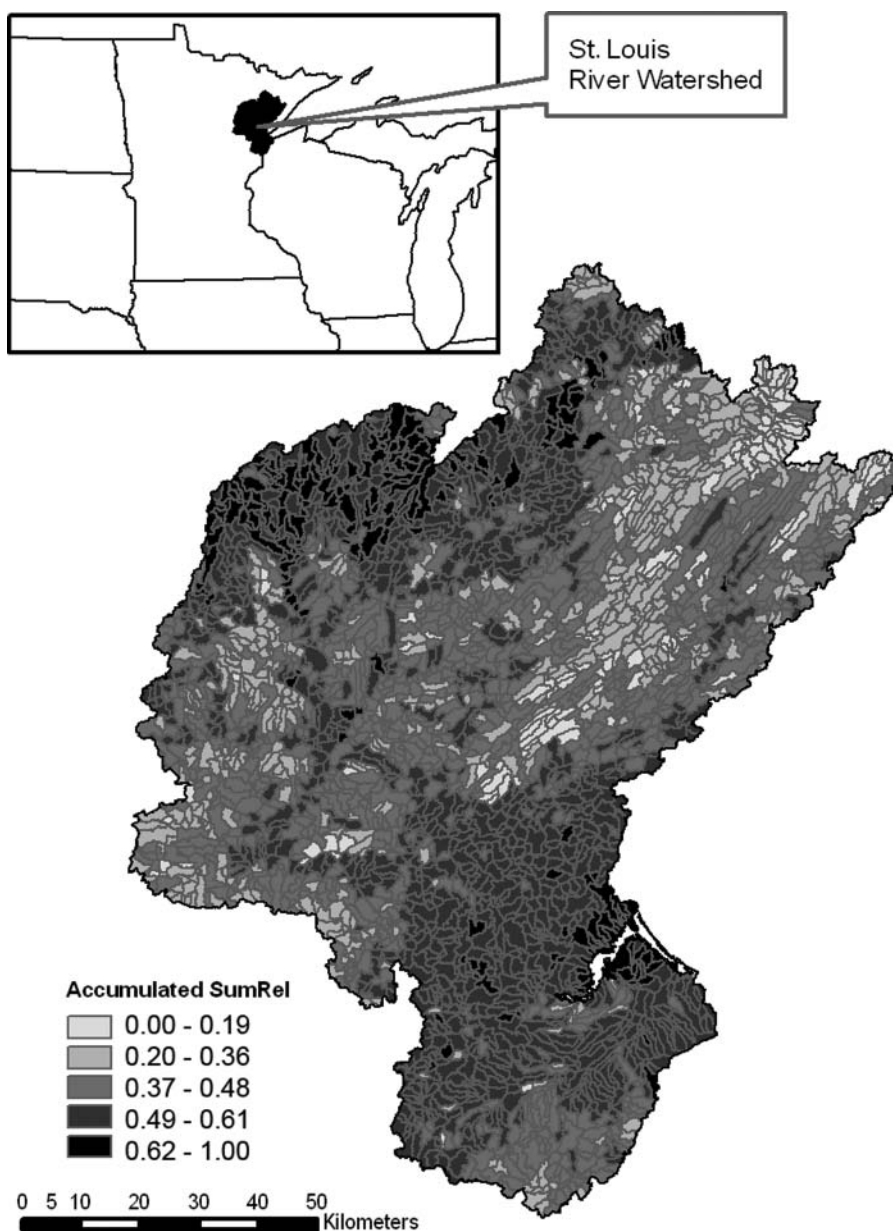 St. Louis
River Watershed
Accumulated SumRel
0.00 - 0.19
0.20 - 0.36
0.37 - 0.48
0.49 - 0.61
0.62 - 1.00
0 5 10 20 30 40 50
Kilometers